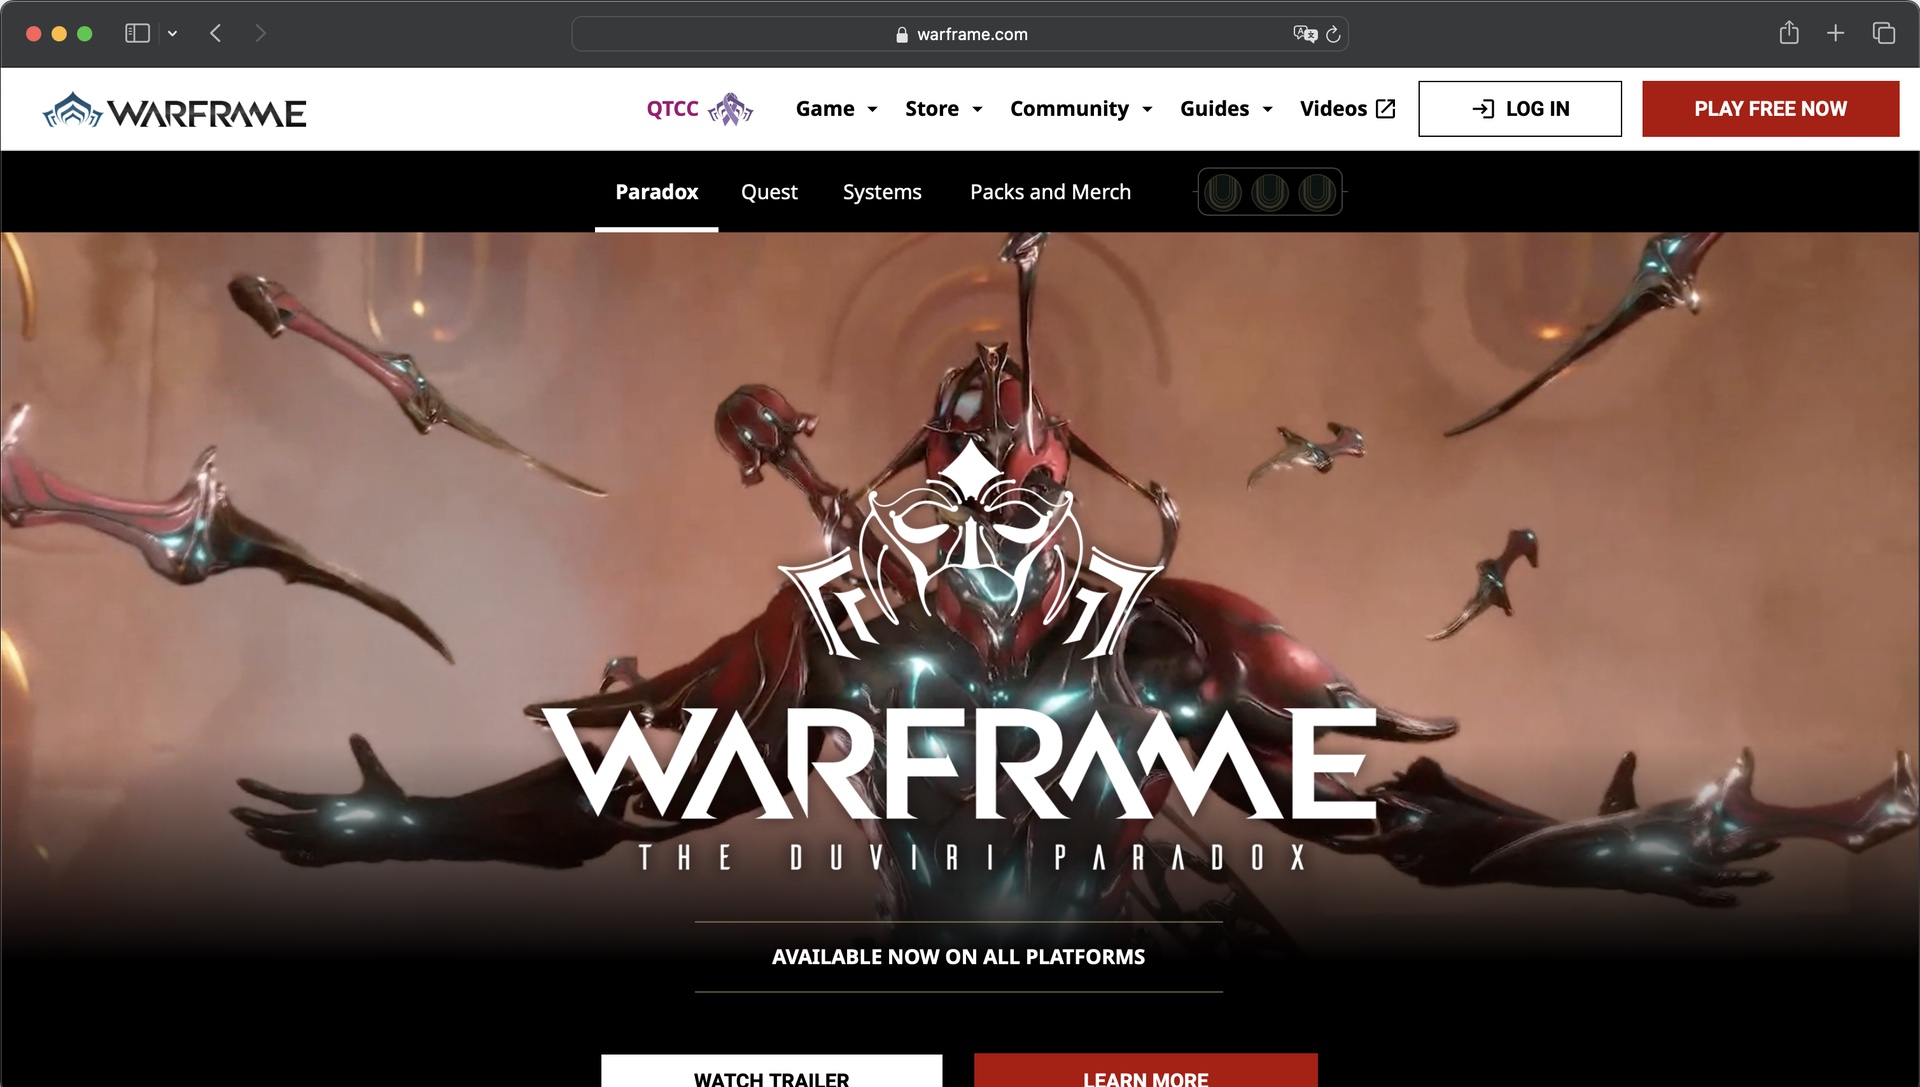 warframe.com
WARFRAME
QTCC
Game
Store
Community
Guides
Videos
LOG IN
PLAY FREE NOW
Paradox
Quest
Systems
Packs and Merch
WARFRAME
THE DUVIRI PARADOX
AVAILABLE NOW ON ALL PLATFORMS
WATCH TRAILER
LEARN MORE